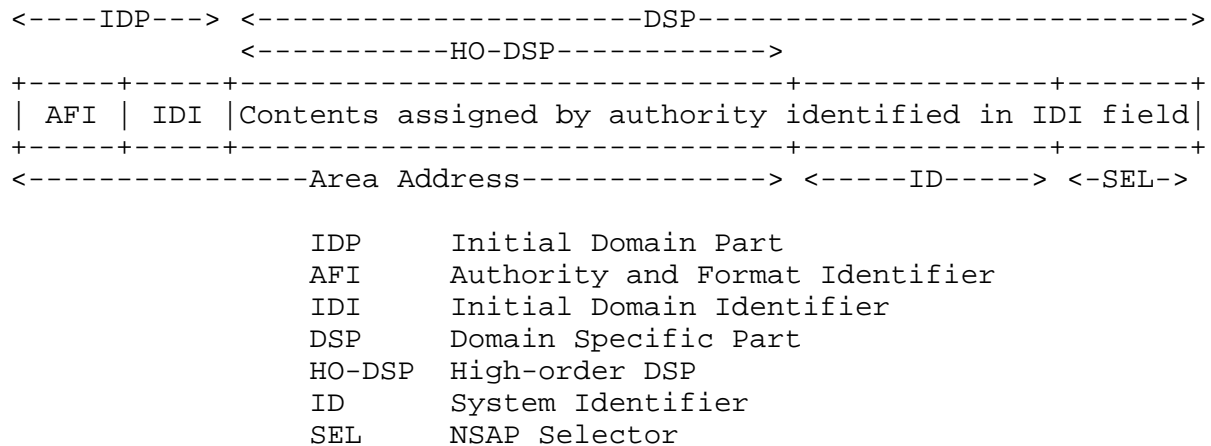 <----IDP---> <----------------------DSP---------------------------->
             <-----------HO-DSP------------>
+-----+-----+-------------------------------+--------------+-------+
| AFI | IDI |Contents assigned by authority identified in IDI field|
+-----+-----+-------------------------------+--------------+-------+
<----------------Area Address--------------> <-----ID-----> <-SEL->
                 IDP     Initial Domain Part
                 AFI     Authority and Format Identifier
                 IDI     Initial Domain Identifier
                 DSP     Domain Specific Part
                 HO-DSP  High-order DSP
                 ID      System Identifier
                 SEL     NSAP Selector